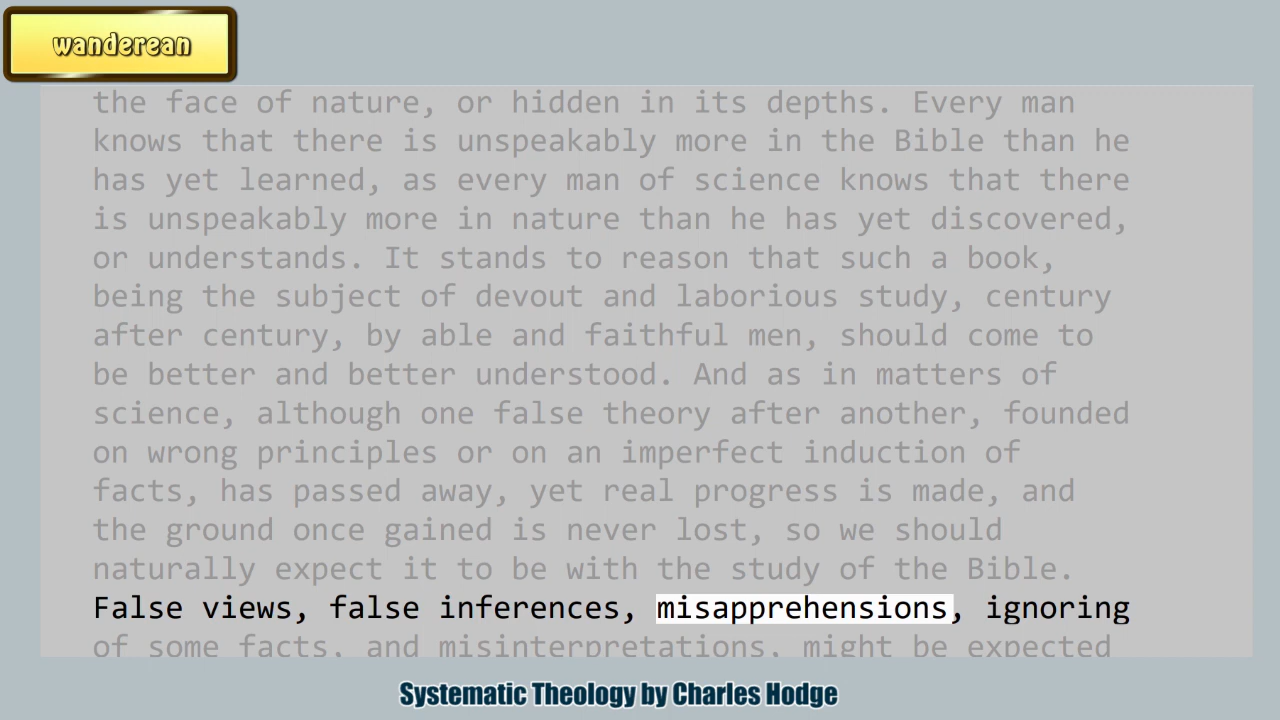 wanderean
the face of nature, or hidden in its depths. Every man
knows that there is unspeakably more in the Bible than he
has yet learned, as every man of science knows that there
is unspeakably more in nature than he has yet discovered,
or understands. It stands to reason that such a book,
being the subject of devout and laborious study, century
after century, by able and faithful men, should come to
be better and better understood. And as in matters of
science, although one false theory after another, founded
on wrong principles or on an imperfect induction of
facts, has passed away, yet real progress is made, and
the ground once gained is never lost, so we should
naturally expect it to be with the study of the Bible.
False views, false inferences, misapprehensions, ignoring
of some facts, and misinterpretations, might be expected
Systematic Theology by Charles Hodge